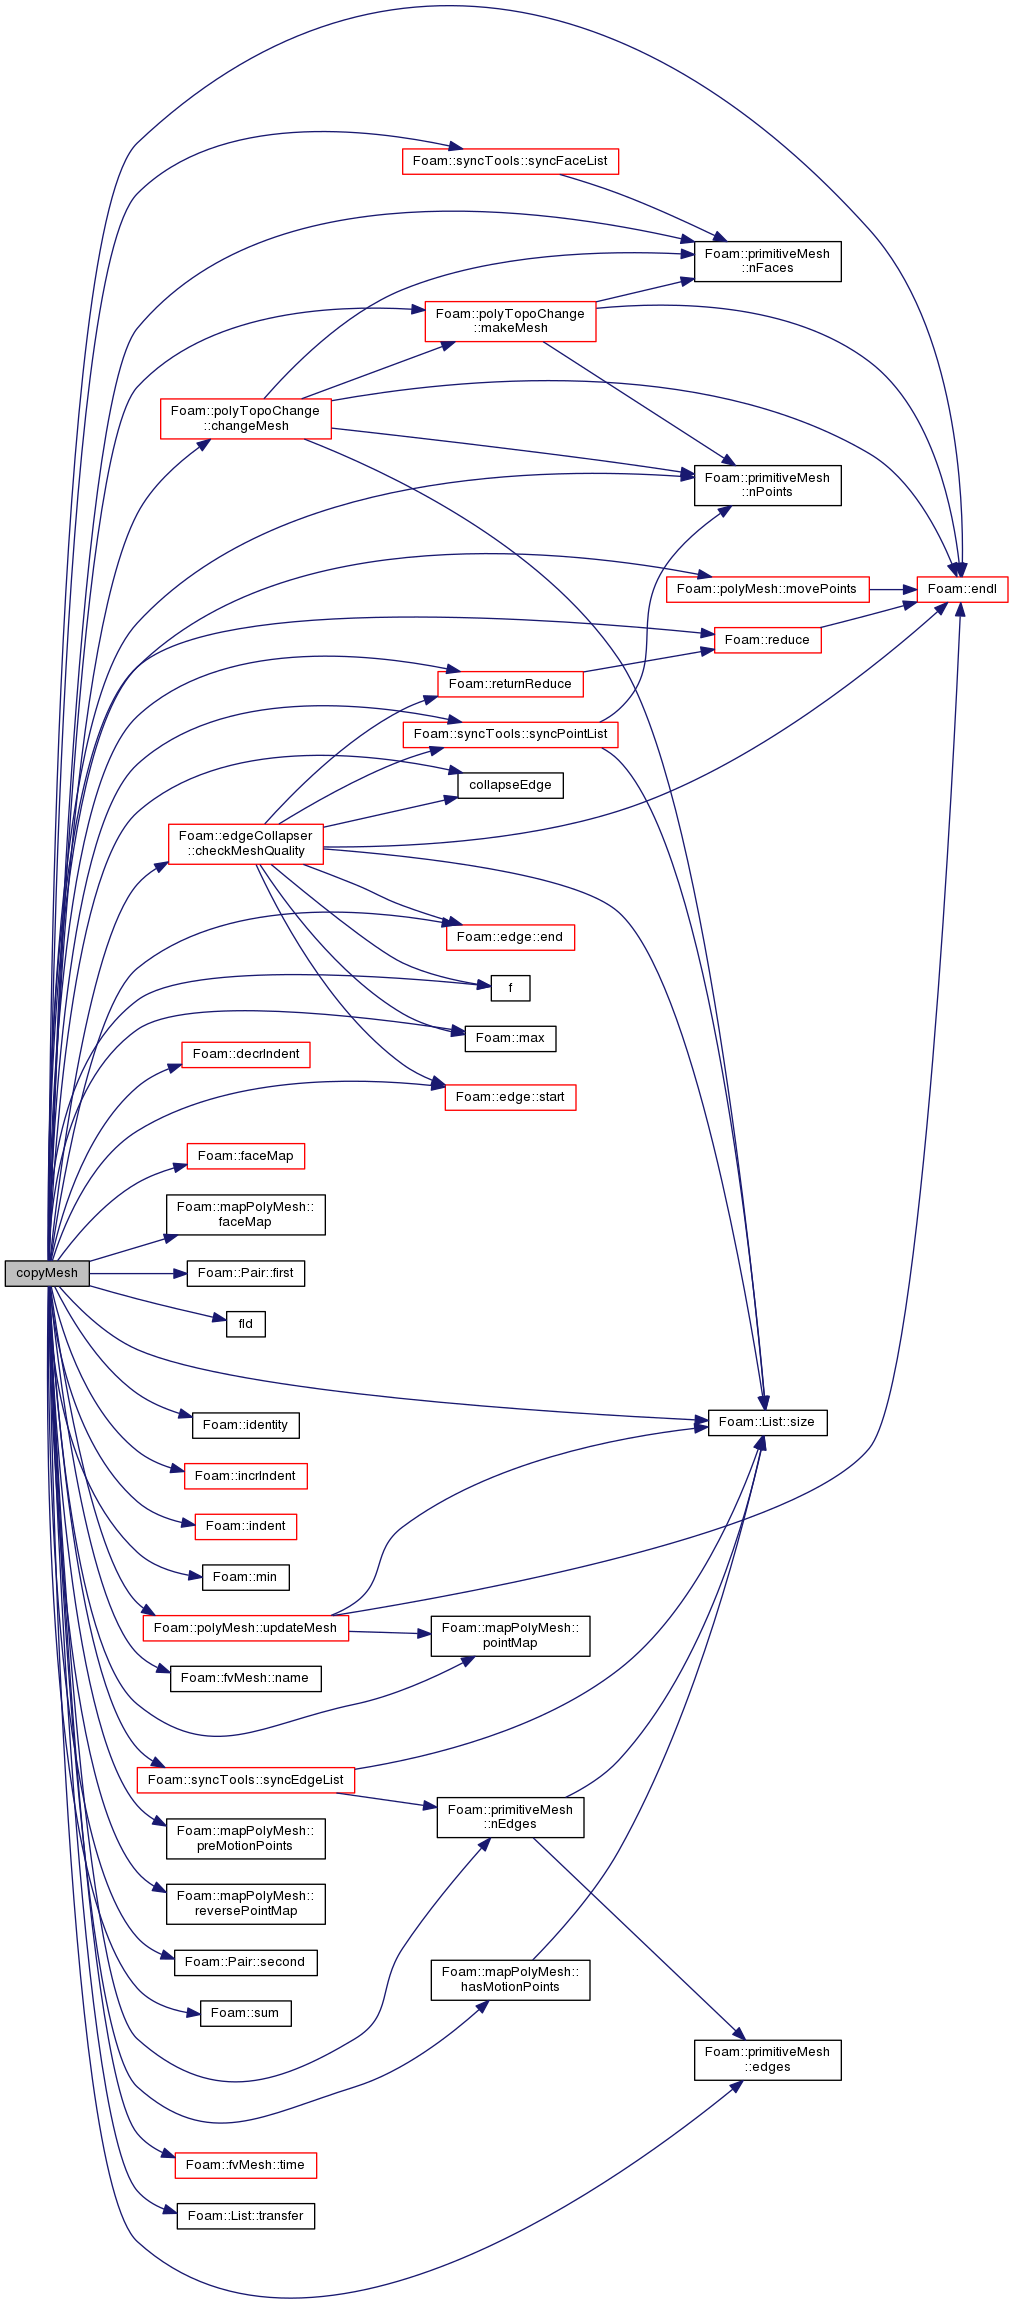 Foam::syncTools::syncFaceList
Foam::primitiveMesh
::nFaces
Foam::polyTopoChange
::makeMesh
Foam::polyTopoChange
::changeMesh
Foam::primitiveMesh
::nPoints
Foam::polyMesh::movePoints
Foam::endl
Foam::reduce
Foam::returnReduce
Foam::syncTools::syncPointList
collapseEdge
Foam::edgeCollapser
::checkMeshQuality
Foam::edge::end
f
Foam::max
Foam::decrIndent
Foam::edge::start
Foam::faceMap
Foam::mapPolyMesh::
faceMap
copyMesh
Foam::Pair::first
fld
Foam::List::size
Foam::identity
Foam::incrIndent
Foam::indent
Foam::min
Foam::polyMesh::updateMesh
Foam::mapPolyMesh::
pointMap
Foam::fvMesh::name
Foam::syncTools::syncEdgeList
Foam::primitiveMesh
::nEdges
Foam::mapPolyMesh::
preMotionPoints
Foam::mapPolyMesh::
reversePointMap
Foam::Pair::second
Foam::mapPolyMesh::
hasMotionPoints
Foam::sum
Foam::primitiveMesh
::edges
Foam::fvMesh::time
Foam::List::transfer